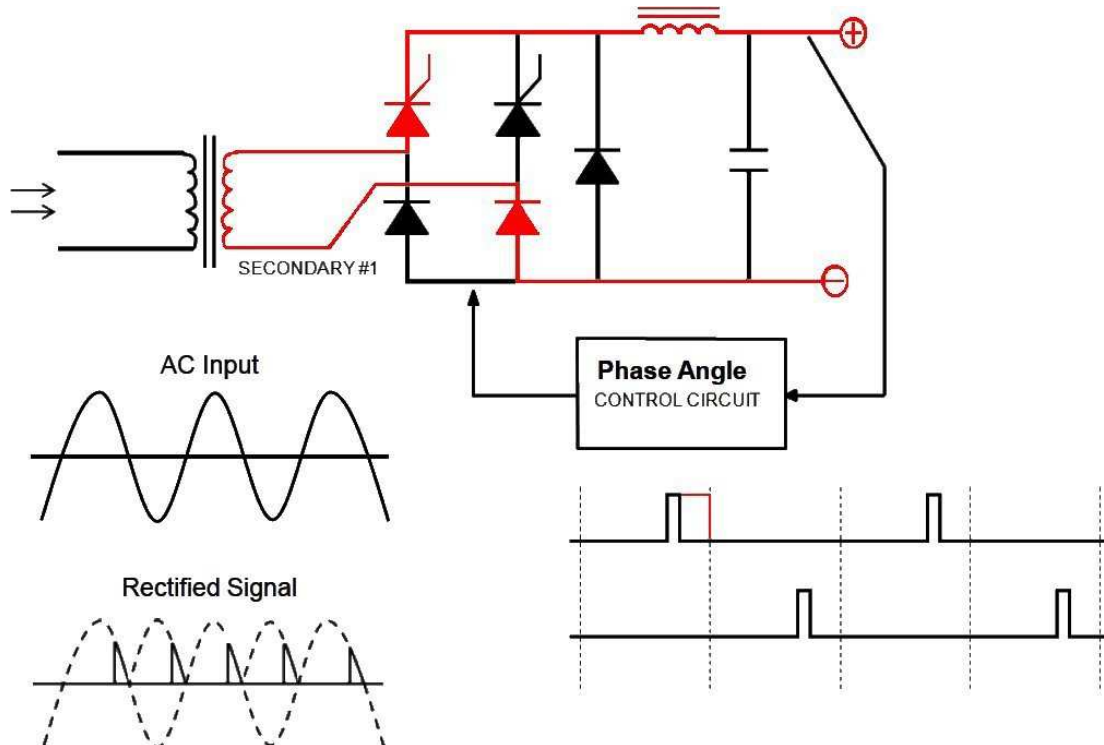 SECONDARY #1
Phase Angle
CONTROL CIRCUIT
AC Input
Rectified Signal